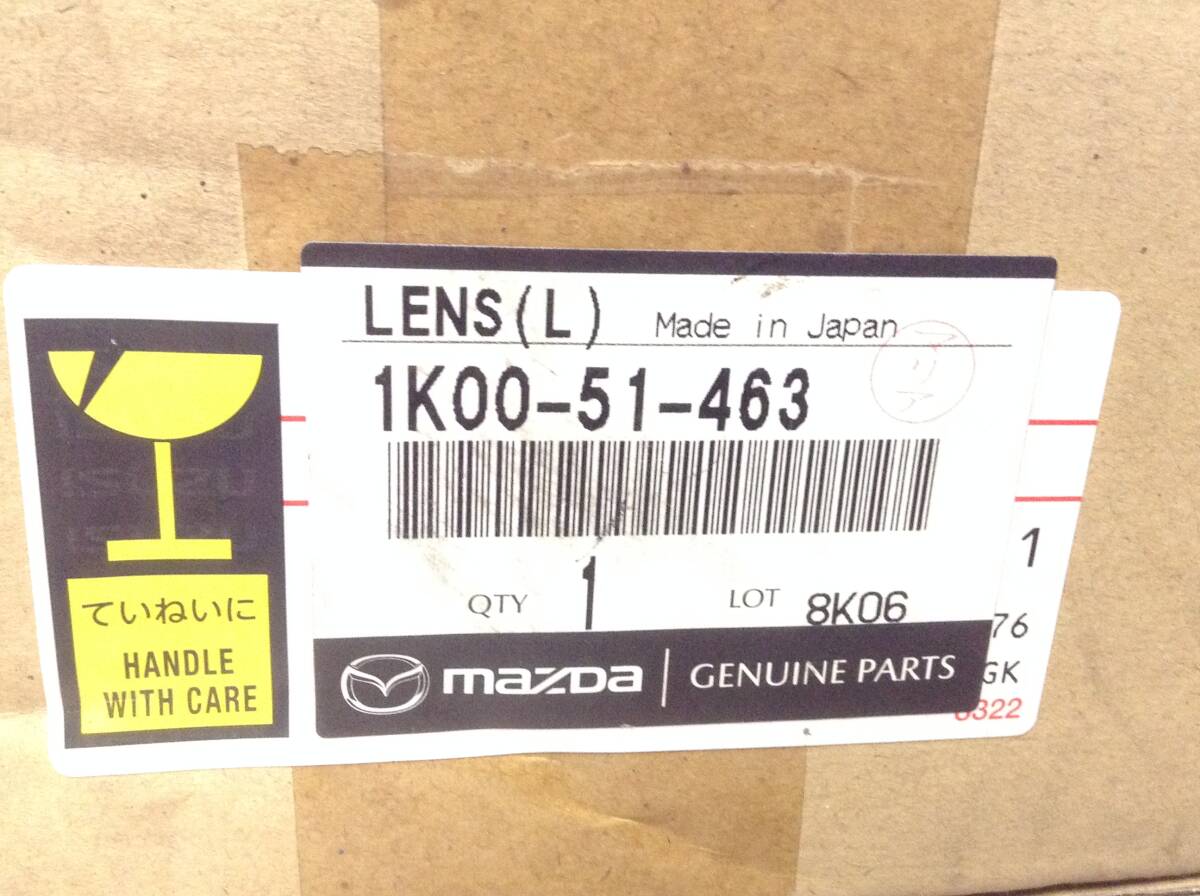 LENS(L) Made in Japan
1K00-51-463
QTY 1 LOT 8K06
mazda GENUINE PARTS
ていねいに
HANDLE
WITH CARE
1
76
GK
6322